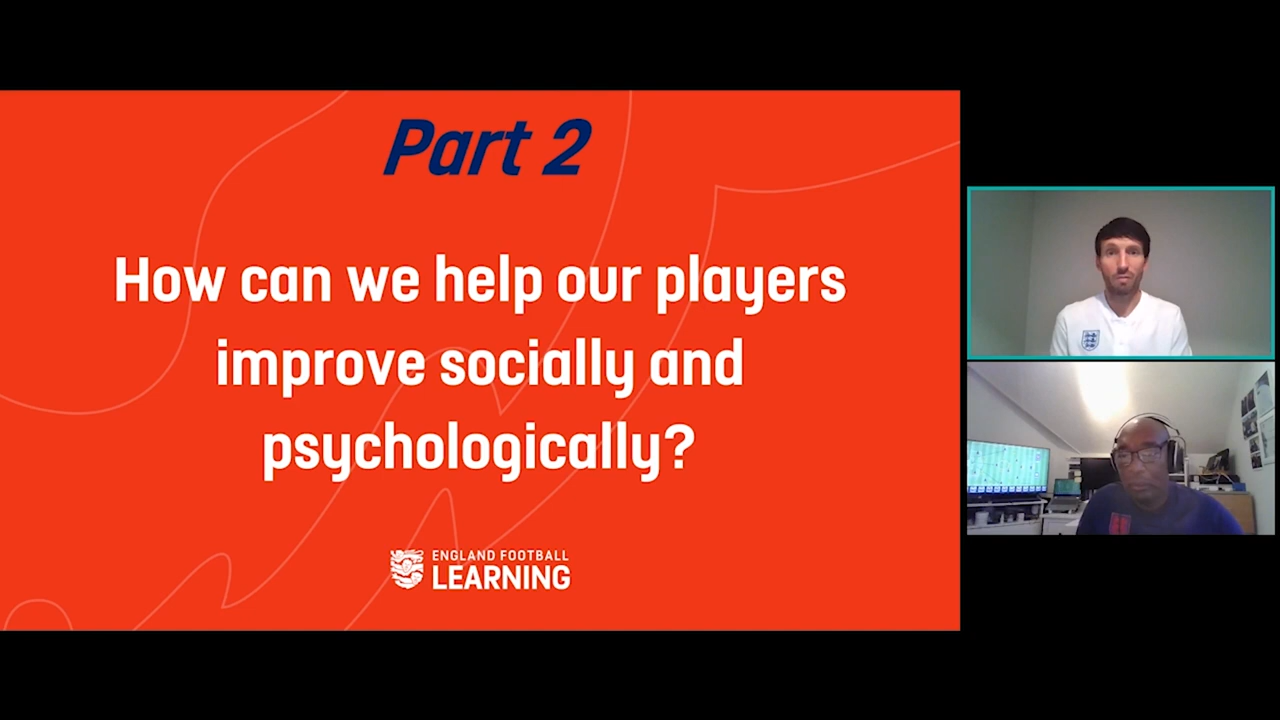 Part 2
How can we help our players
improve socially and
psychologically?
ENGLAND FOOTBALL
LEARNING